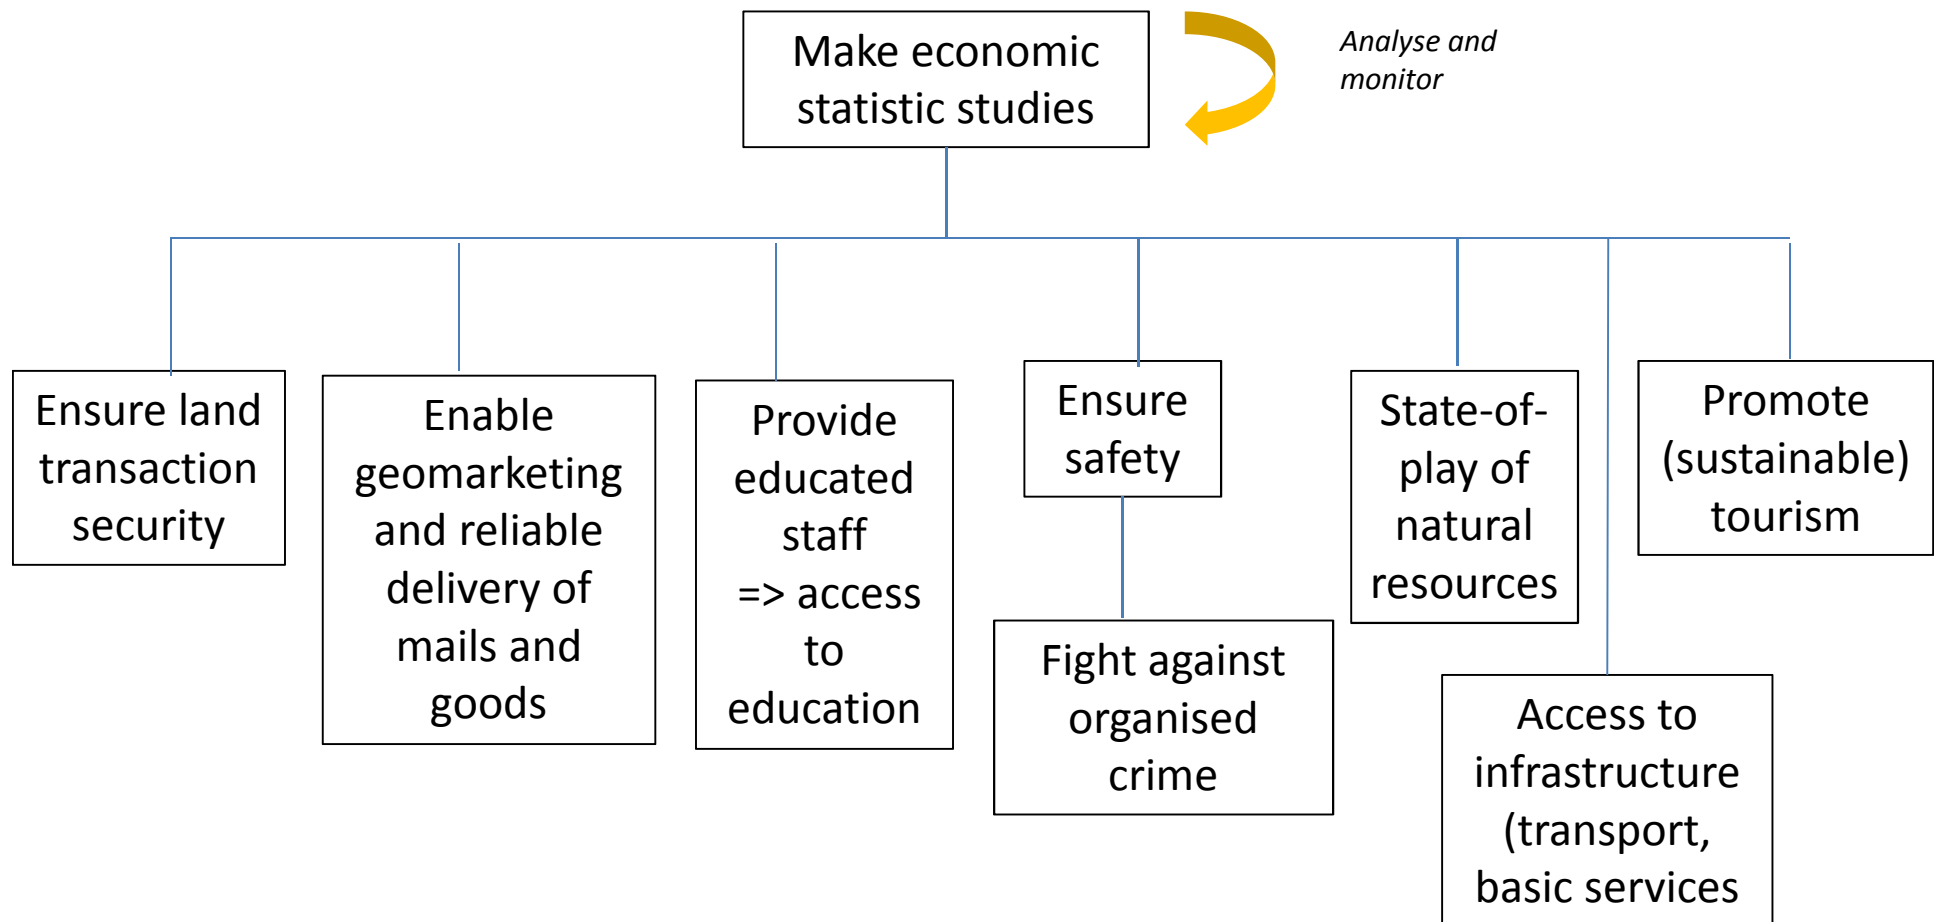 Make economic
statistic studies
Analyse and
monitor
Ensure land
transaction
security
Enable
geomarketing
and reliable
delivery of
mails and
goods
Provide
educated
staff
=> access
to
education
Ensure
safety
Fight against
organised
crime
State-of-
play of
natural
resources
Access to
infrastructure
(transport,
basic services
Promote
(sustainable)
tourism